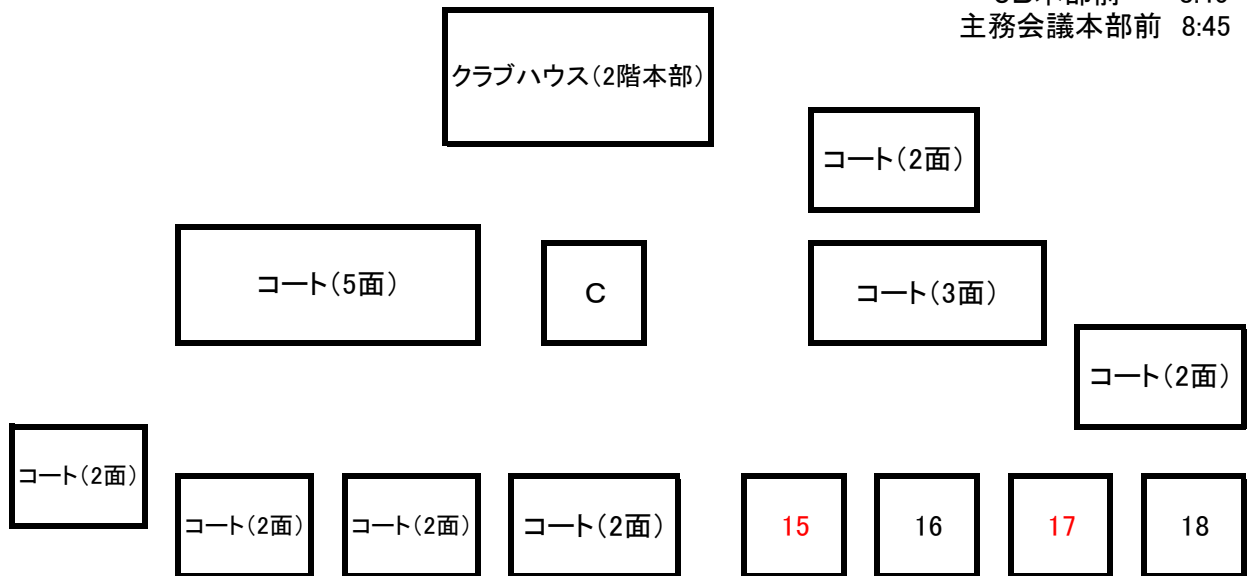 主務会議本部前 8:45
クラブハウス(2階本部)
コート(2面)
コート(5面)
C
コート(3面)
コート(2面)
コート(2面)
コート(2面)
コート(2面)
コート(2面)
15
16
17
18